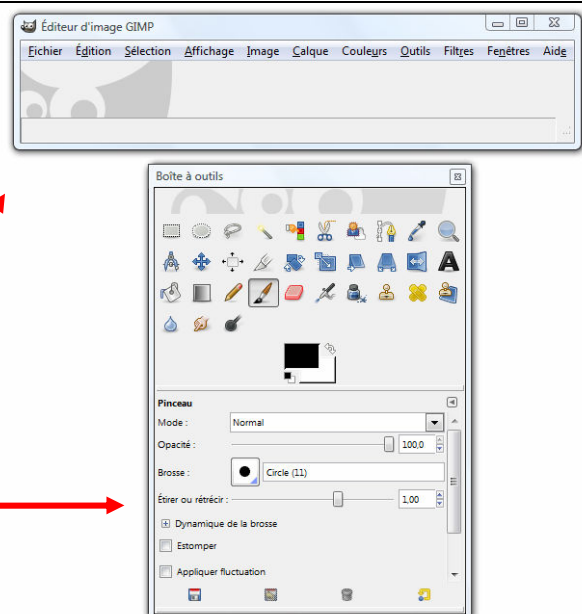 Éditeur d'image GIMP
Fichier Édition Sélection Affichage Image Calque Couleurs Outils Filtres Fenêtres Aide
Boîte à outils
Pinceau
Mode : Normal
Opacité : 100,0
Brosse : Circle (11)
Étirer ou rétrécir : 1,00
Dynamique de la brosse
Estomper
Appliquer fluctuation